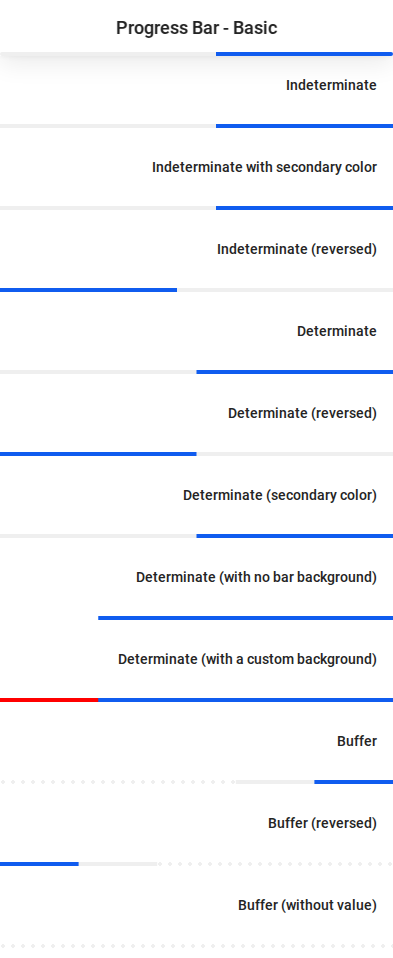 Progress Bar - Basic
Indeterminate
Indeterminate with secondary color
Indeterminate (reversed)
Determinate
Determinate (reversed)
Determinate (secondary color)
Determinate (with no bar background)
Determinate (with a custom background)
Buffer
Buffer (reversed)
Buffer (without value)